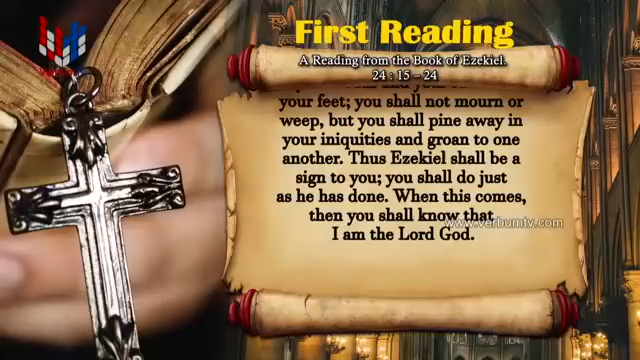 First Reading
A Reading from the Book of Ezekiel.
24 : 15 – 24
your feet; you shall not mourn or
weep, but you shall pine away in
your iniquities and groan to one
another. Thus Ezekiel shall be a
sign to you; you shall do just
as he has done. When this comes,
then you shall know that
www.verbumtv.com
I am the Lord God.